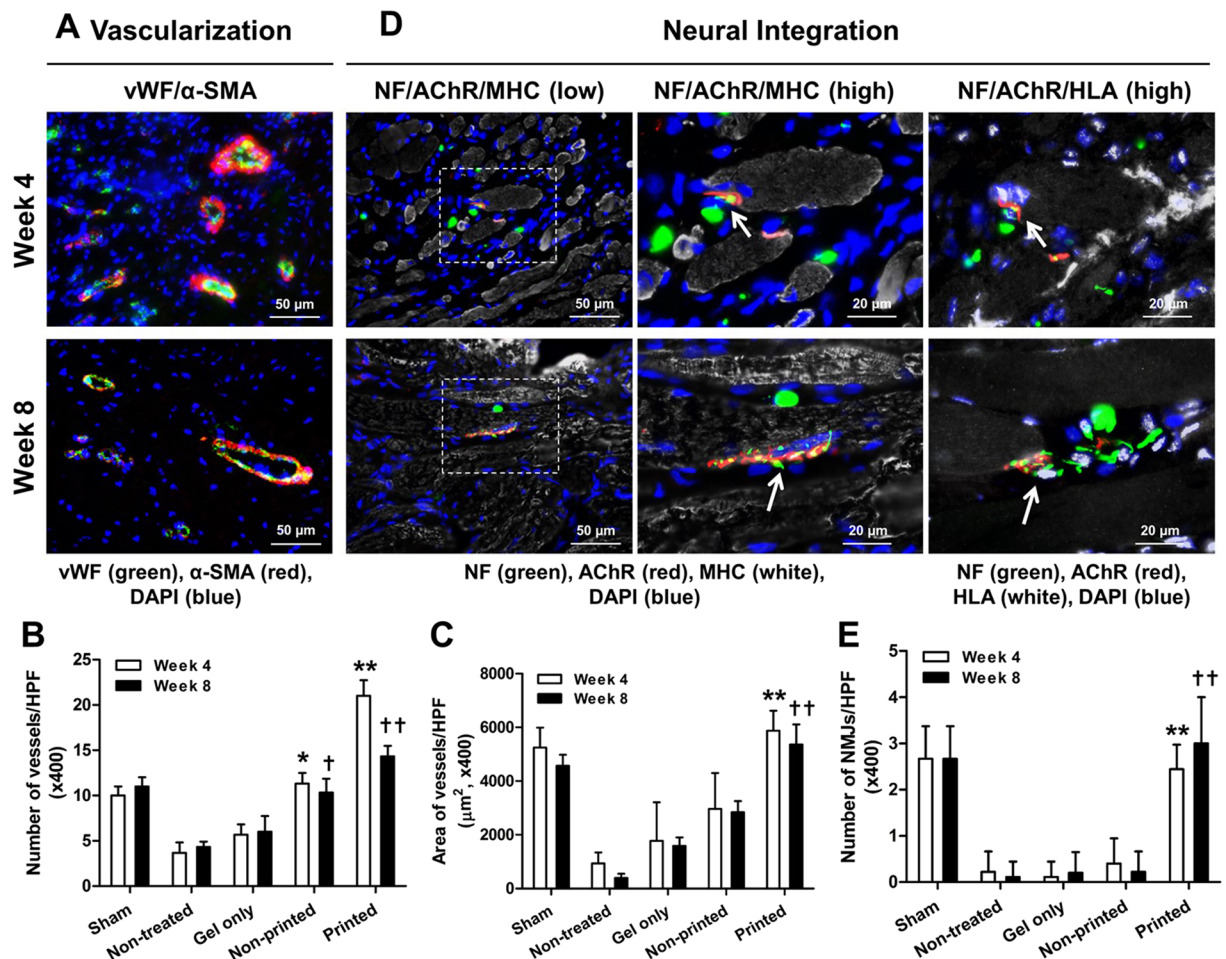 A Vascularization
D Neural Integration
vWF/α-SMA
NF/AChR/MHC (low)
NF/AChR/MHC (high)
NF/AChR/HLA (high)
Week 4
50 µm
50 µm
20 µm
20 µm
Week 8
50 µm
50 µm
20 µm
20 µm
vWF (green), α-SMA (red),
DAPI (blue)
NF (green), AChR (red), MHC (white),
DAPI (blue)
NF (green), AChR (red),
HLA (white), DAPI (blue)
B
Number of vessels/HPF
(x400)
25
20
15
10
5
0
Week 4
Week 8
*
†
**
††
Sham
Non-treated
Gel only
Non-printed
Printed
C
Area of vessels/HPF
(µm², x400)
8000
6000
4000
2000
0
Week 4
Week 8
**
††
Sham
Non-treated
Gel only
Non-printed
Printed
E
Number of NMJs/HPF
(x400)
5
4
3
2
1
0
Week 4
Week 8
**
††
Sham
Non-treated
Gel only
Non-printed
Printed